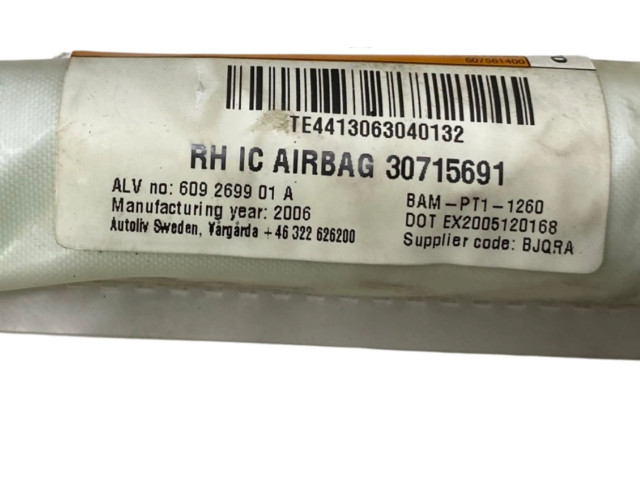 607561400
TE4413063040132
RH IC AIRBAG 30715691
ALV no: 609 2699 01 A
Manufacturing year: 2006
Autoliv Sweden, Vårgårda +46 322 626200
BAM-PT1-1260
DOT EX2005120168
Supplier code: BJQRA